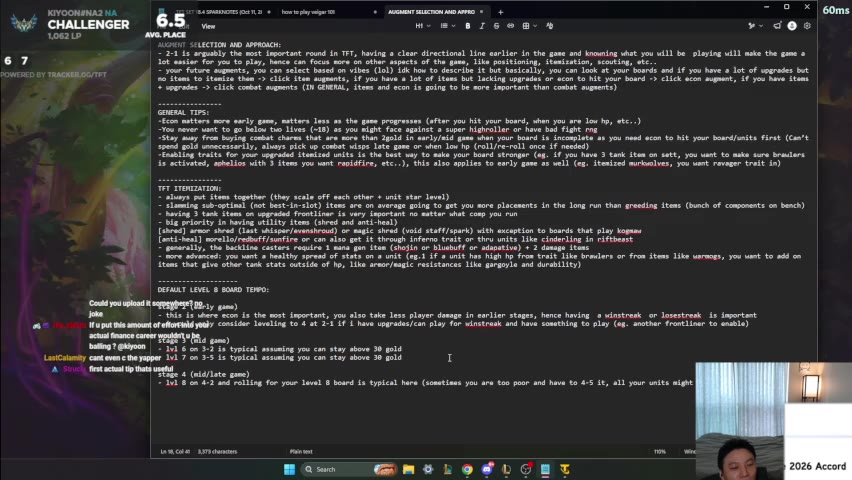 KIYOON#NA2 NA
CHALLENGER
1,062 LP
6.5
AVG. PLACE
6 7
POWERED BY TRACKER.GG/TFT
8.4 SPARKNOTES (Oct 11, 2
how to play veigar 101
AUGMENT SELECTION AND APPROACH
60ms
View
H1
AUGMENT SELECTION AND APPROACH:
- 2-1 is arguably the most important round in TFT, having a clear directional line earlier in the game and knowing what you will be playing will make the game a lot easier for you to play, hence can focus more on other aspects of the game, like positioning, itemization, scouting, etc..
- your future augments, you can select based on vibes (lol) idk how to describe it but basically, you can look at your boards and if you have a lot of upgrades but no items to itemize them -> click item augments, if you have a lot of items but lacking upgrades or econ to hit your board -> click econ augment, if you have items + upgrades -> click combat augments (IN GENERAL, items and econ is going to be more important than combat augments)
----------------
GENERAL TIPS:
-Econ matters more early game, matters less as the game progresses (after you hit your board, when you are low hp, etc..)
-You never want to go below two lives (~18) as you might face against a super highroller or have bad fight rng
-Stay away from buying combat charms that are more than 2gold in early/mid game when your board is incomplete as you need econ to hit your board/units first (Can't spend gold unnecessarily, always pick up combat wisps late game or when low hp (roll/re-roll once if needed)
-Enabling traits for your upgraded itemized units is the best way to make your board stronger (eg. if you have 3 tank item on sett, you want to make sure brawlers is activated, aphelios with 3 items you want rapidfire, etc..), this also applies to early game as well (eg. itemized murkwolves, you want ravager trait in)
----------------
TFT ITEMIZATION:
- always put items together (they scale off each other + unit star level)
- slamming sub-optimal (not best-in-slot) items are on average going to get you more placements in the long run than greeding items (bunch of components on bench)
- having 3 tank items on upgraded frontliner is very important no matter what comp you run
- big priority in having utility items (shred and anti-heal)
[shred] armor shred (last whisper/evenshroud) or magic shred (void staff/spark) with exception to boards that play kogmaw
[anti-heal] morello/redbuff/sunfire or can also get it through inferno trait or thru units like cinderling in riftbeast
- generally, the backline casters require 1 mana gen item (shojin or bluebuff or adaptive) + 2 damage items
- more advanced: you want a healthy spread of stats on a unit (eg.1 if a unit has high hp from trait like brawlers or from items like warmogs, you want to add on items that give other tank stats outside of hp, like armor/magic resistances like gargoyle and durability)
----------------
DEFAULT LEVEL 8 BOARD TEMPO:
stage 2 (early game)
- this is where econ is the most important, you also take less player damage in earlier stages, hence having a winstreak or losestreak is important
only consider leveling to 4 at 2-1 if i have upgrades/can play for winstreak and have something to play (eg. another frontliner to enable)
stage 3 (mid game)
- lvl 6 on 3-2 is typical assuming you can stay above 30 gold
- lvl 7 on 3-5 is typical assuming you can stay above 30 gold
stage 4 (mid/late game)
- lvl 8 on 4-2 and rolling for your level 8 board is typical here (sometimes you are too poor and have to 4-5 it, all your units might
Could you upload it somewhere? no joke
If u put this amount of effort into your actual finance career wouldn't u be balling ? @kiyoon
LastCalamity cant even c the yapper
first actual tip thats useful
Ln 18, Col 41
3,373 characters
Plain text
110%
Search
2026 Accord